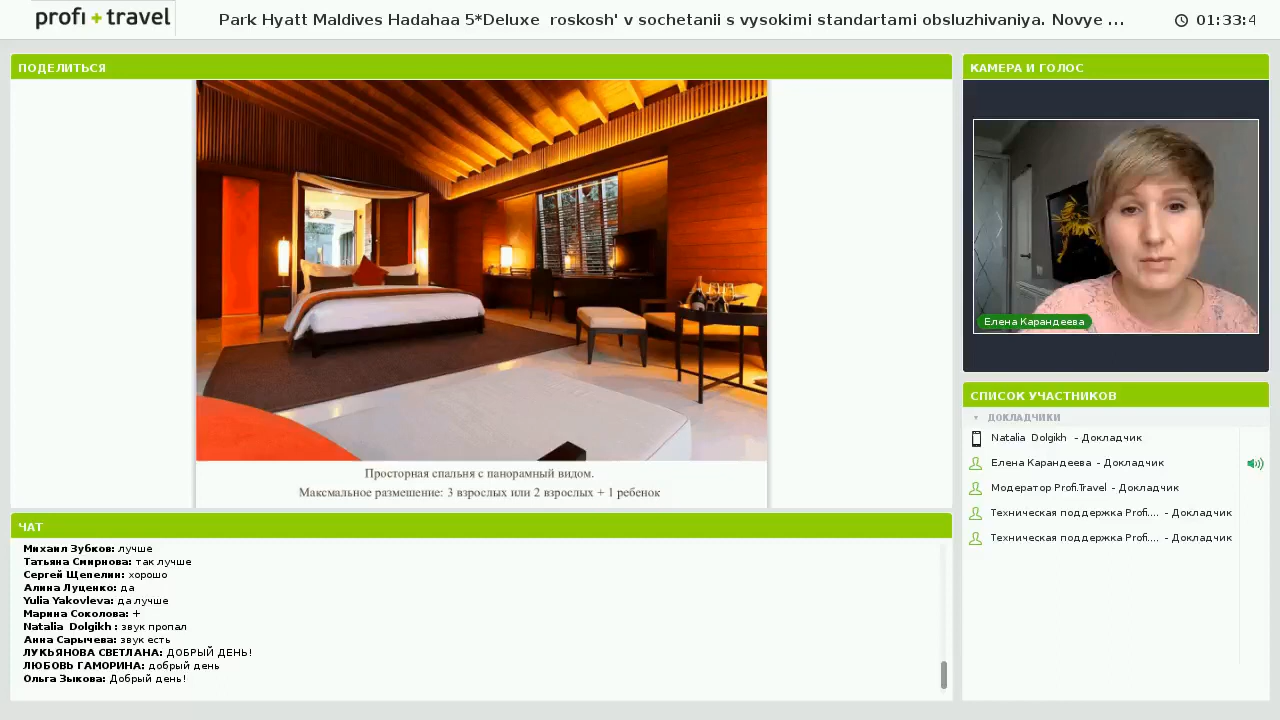 profi + travel
Park Hyatt Maldives Hadahaa 5*Deluxe roskosh' v sochetanii s vysokimi standartami obsluzhivaniya. Novye ...
01:33:4
ПОДЕЛИТЬСЯ
Просторная спальня с панорамный видом.
Максмальное размешение: 3 взрослых или 2 взрослых + 1 ребенок
ЧАТ
Михаил Зубков: лучше
Татьяна Смирнова: так лучше
Сергей Щепелин: хорошо
Алина Луценко: да
Yulia Yakovleva: да лучше
Марина Соколова: +
Natalia Dolgikh : звук пропал
Анна Сарычева: звук есть
ЛУКЬЯНОВА СВЕТЛАНА: ДОБРЫЙ ДЕНЬ!
ЛЮБОВЬ ГАМОРИНА: добрый день
Ольга Зыкова: Добрый день!
КАМЕРА И ГОЛОС
Елена Карандеева
СПИСОК УЧАСТНИКОВ
ДОКЛАДЧИКИ
Natalia Dolgikh - Докладчик
Елена Карандеева - Докладчик
Модератор Profi.Travel - Докладчик
Техническая поддержка Profi.... - Докладчик
Техническая поддержка Profi.... - Докладчик